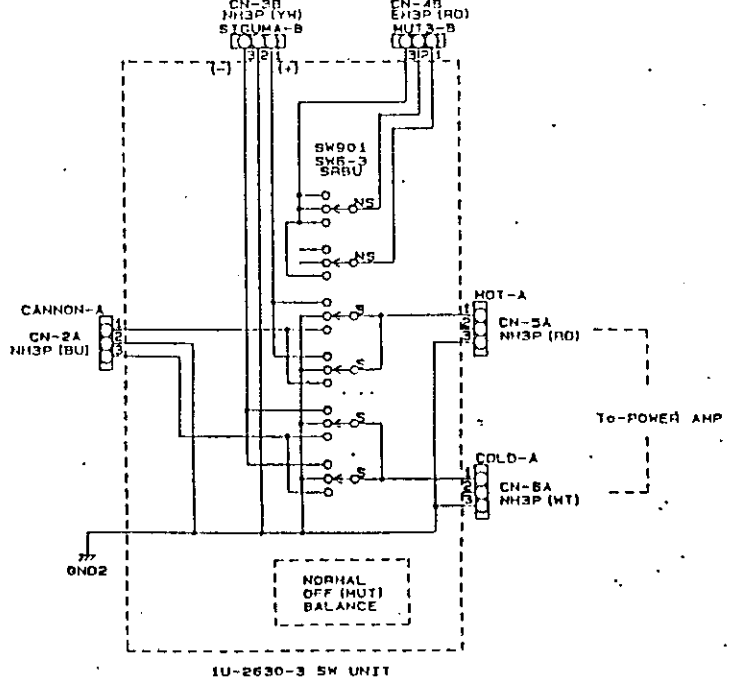 CN-3B
NH3P (YW)
SIGUMA-B
3 2 1
(-) (+)
CN-4B
EH3P (RD)
MUT3-B
3 2 1
SW901
SW6-3
SRBU
NS
NS
CANNON-A
1
2
3
CN-2A
NH3P (BU)
S
S
S
S
HOT-A
1
2
3
CN-5A
NH3P (RD)
To-POWER AMP
COLD-A
1
2
3
CN-6A
NH3P (WT)
GND2
NORMAL
OFF (MUT)
BALANCE
1U-2630-3 SW UNIT